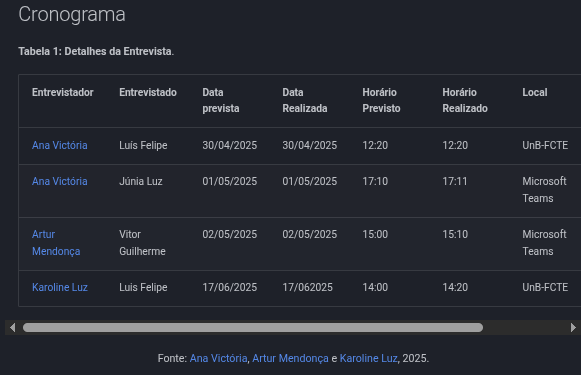 Cronograma
Tabela 1: Detalhes da Entrevista.
Entrevistador Entrevistado Data prevista Data Realizada Horário Previsto Horário Realizado Local
Ana Victória Luís Felipe 30/04/2025 30/04/2025 12:20 12:20 UnB-FCTE
Ana Victória Júnia Luz 01/05/2025 01/05/2025 17:10 17:11 Microsoft Teams
Artur Mendonça Vitor Guilherme 02/05/2025 02/05/2025 15:00 15:10 Microsoft Teams
Karoline Luz Luis Felipe 17/06/2025 17/062025 14:00 14:20 UnB-FCTE
Fonte: Ana Victória, Artur Mendonça e Karoline Luz, 2025.